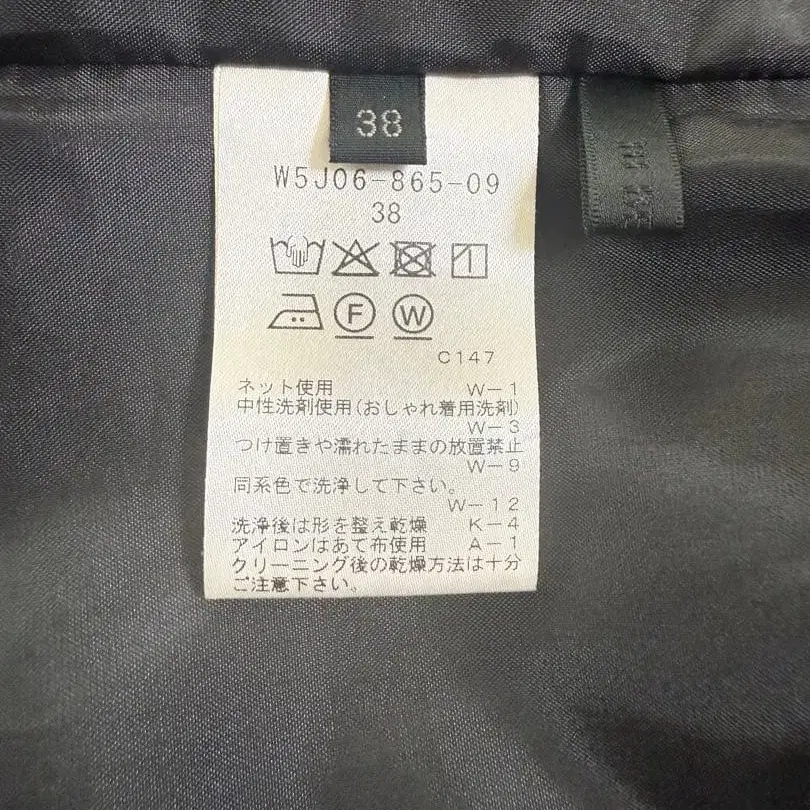 38
W5J06-865-09
38
F W
C147
ネット使用 W-1
中性洗剤使用(おしゃれ着用洗剤)
W-3
つけ置きや濡れたままの放置禁止
W-9
同系色で洗浄して下さい。
W-12
洗浄後は形を整え乾燥 K-4
アイロンはあて布使用 A-1
クリーニング後の乾燥方法は十分
ご注意下さい。